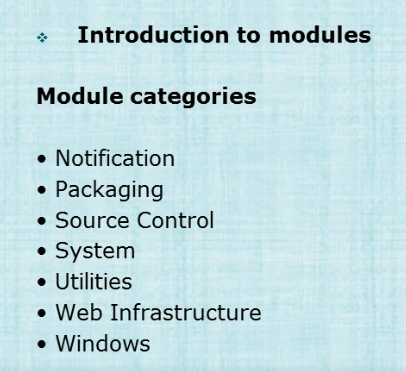 ❖ Introduction to modules
Module categories
• Notification
• Packaging
• Source Control
• System
• Utilities
• Web Infrastructure
• Windows